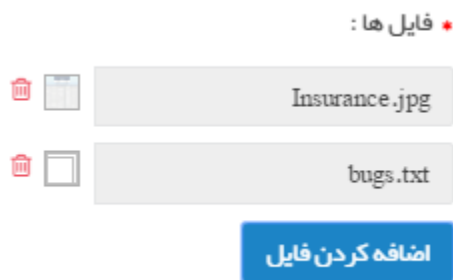 * فایل ها :
Insurance.jpg
bugs.txt
اضافه کردن فایل